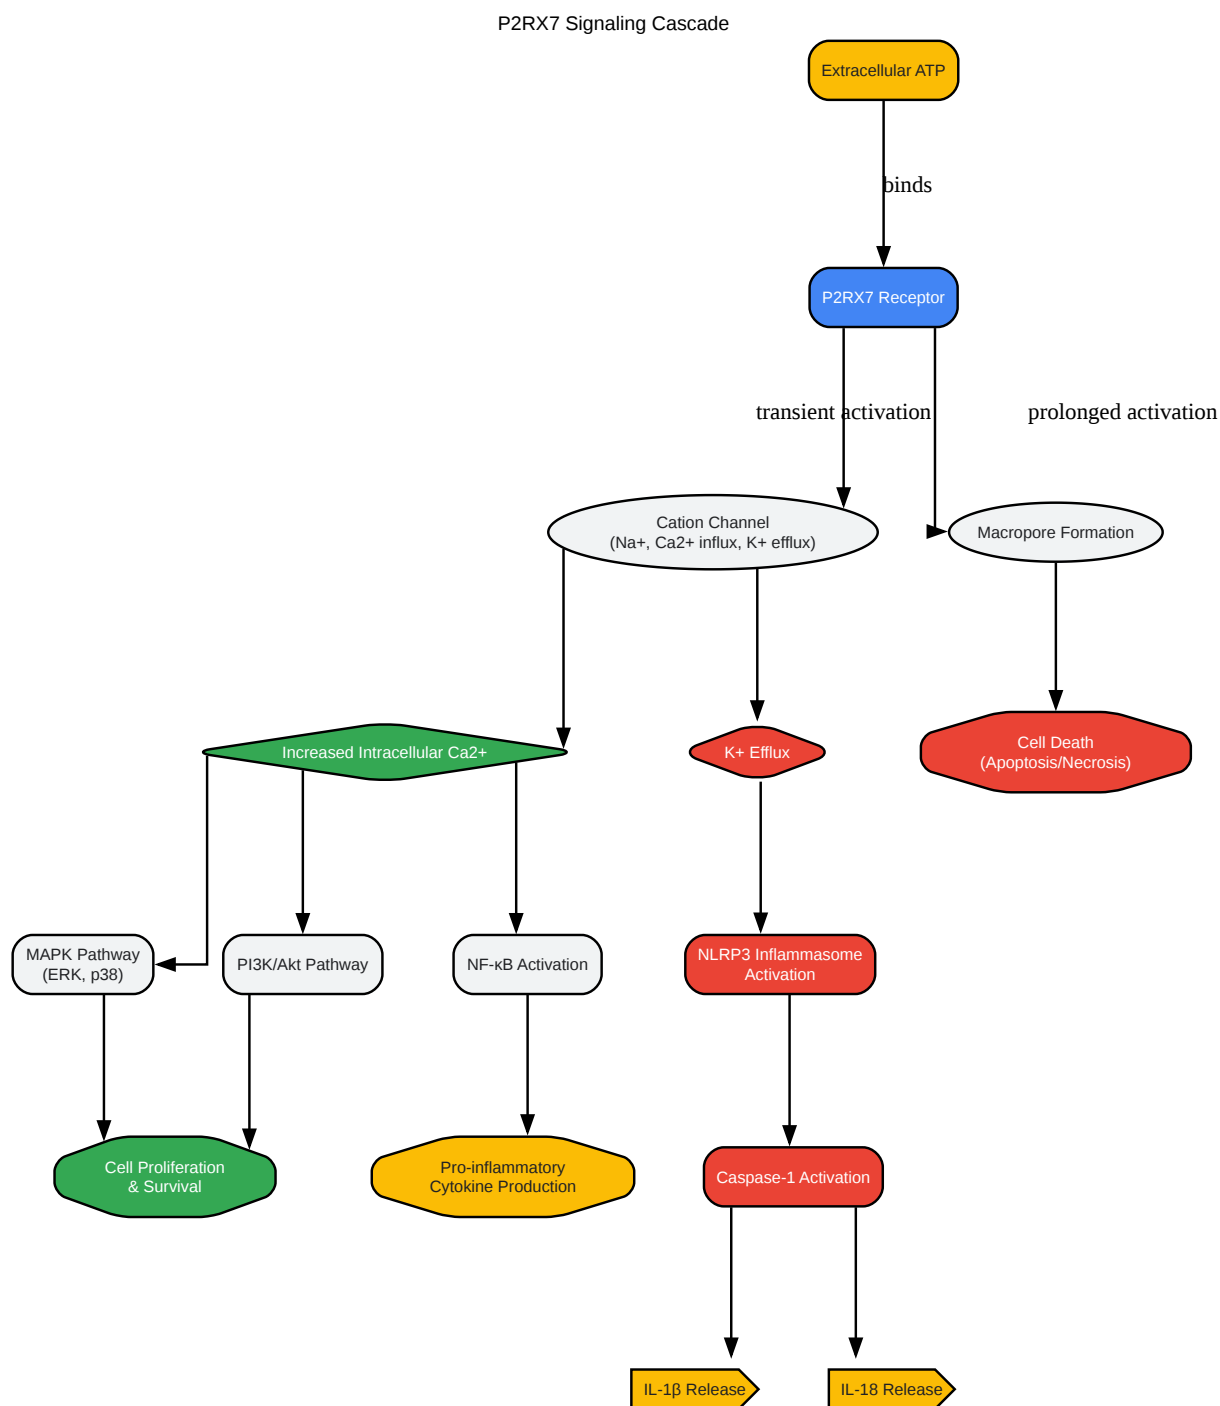 P2RX7 Signaling Cascade
Extracellular ATP
binds
P2RX7 Receptor
transient activation
prolonged activation
Cation Channel
(Na+, Ca2+ influx, K+ efflux)
Macropore Formation
Increased Intracellular Ca2+
K+ Efflux
Cell Death
(Apoptosis/Necrosis)
MAPK Pathway
(ERK, p38)
PI3K/Akt Pathway
NF-κB Activation
NLRP3 Inflammasome
Activation
Cell Proliferation
& Survival
Pro-inflammatory
Cytokine Production
Caspase-1 Activation
IL-1β Release
IL-18 Release